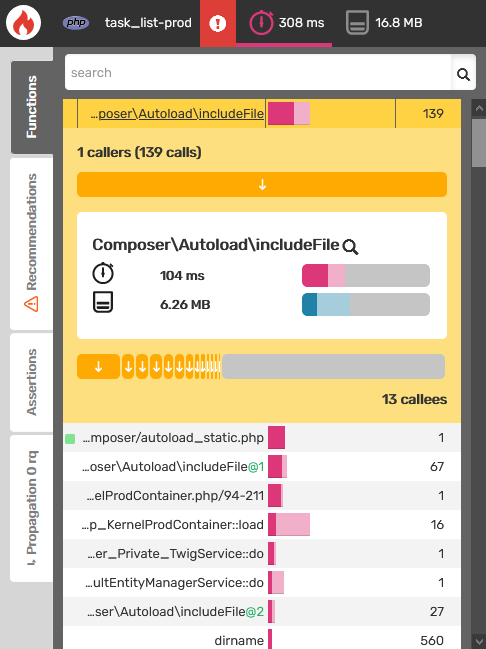 php task_list-prod 308 ms 16.8 MB
search
Functions
Recommendations
Assertions
Propagation 0 rq
…poser\Autoload\includeFile 139
1 callers (139 calls)
Composer\Autoload\includeFile
104 ms
6.26 MB
13 callees
…mposer/autoload_static.php 1
…oser\Autoload\includeFile@1 67
…elProdContainer.php/94-211 1
…p_KernelProdContainer::load 16
…er_Private_TwigService::do 1
…ultEntityManagerService::do 1
…ser\Autoload\includeFile@2 27
dirname 560